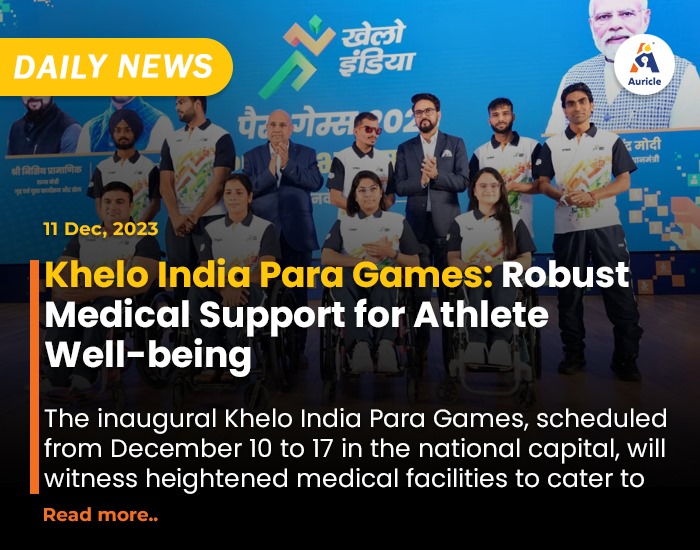 खेलो
इंडिया
DAILY NEWS
Auricle
पैरा गेम्स 202
श्री निशिथ प्रामाणिक
राज्य मंत्री
मोदी
11 Dec, 2023
Khelo India Para Games: Robust
Medical Support for Athlete
Well-being
The inaugural Khelo India Para Games, scheduled
from December 10 to 17 in the national capital, will
witness heightened medical facilities to cater to
Read more..